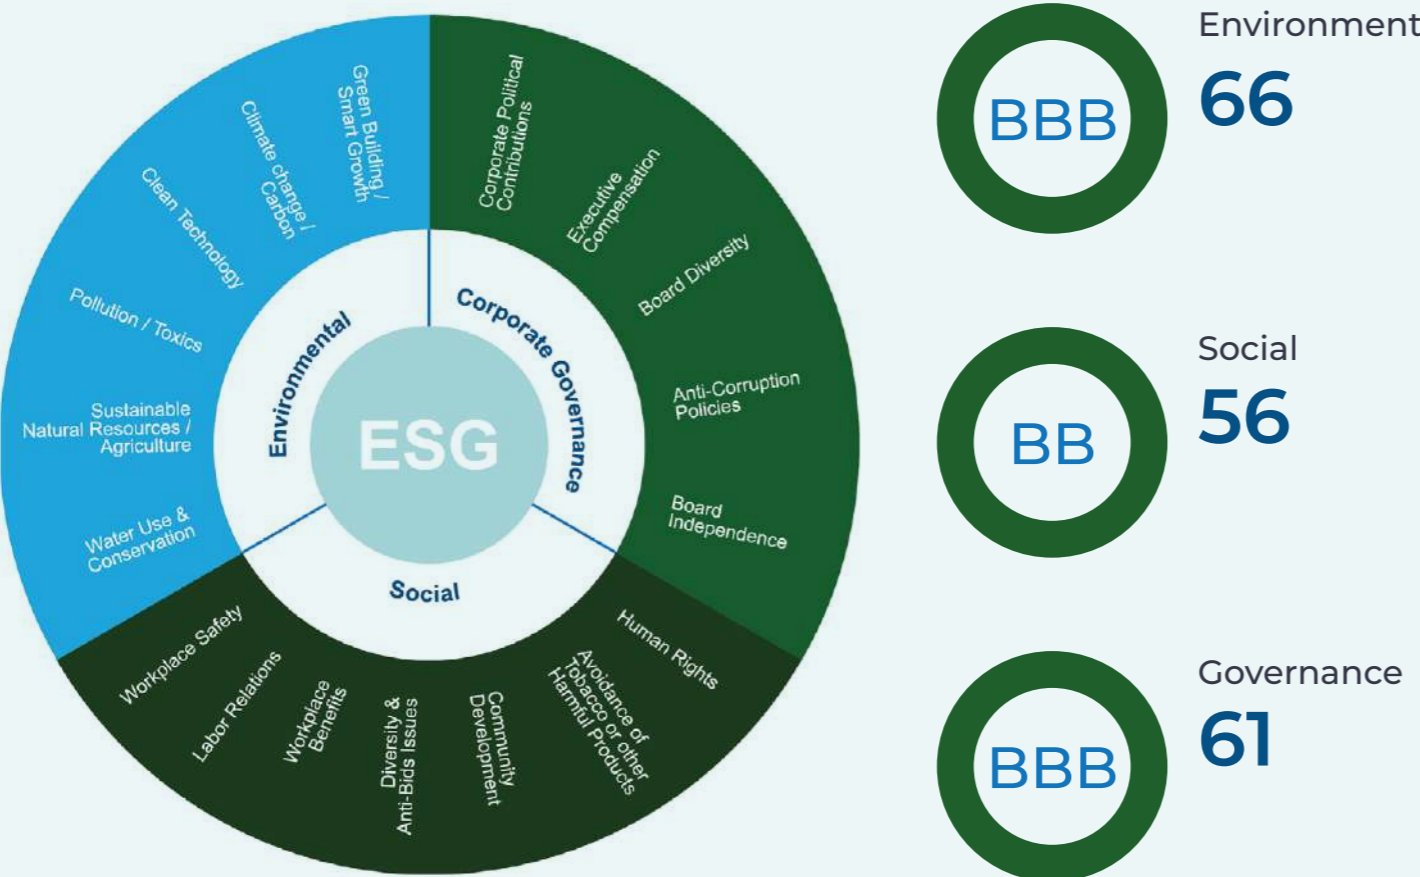 Green Building /
Smart Growth
Climate change /
Carbon
Clean Technology
Pollution / Toxics
Sustainable
Natural Resources /
Agriculture
Water Use &
Conservation
Corporate Political
Contributions
Executive
Compensation
Board Diversity
Anti-Corruption
Policies
Board
Independence
Environmental
Corporate Governance
ESG
Social
Workplace Safety
Labor Relations
Workplace
Benefits
Diversity &
Anti-Bids Issues
Community
Development
Avoidance of
Tobacco or other
Harmful Products
Human Rights
BBB
Environment
66
BB
Social
56
BBB
Governance
61